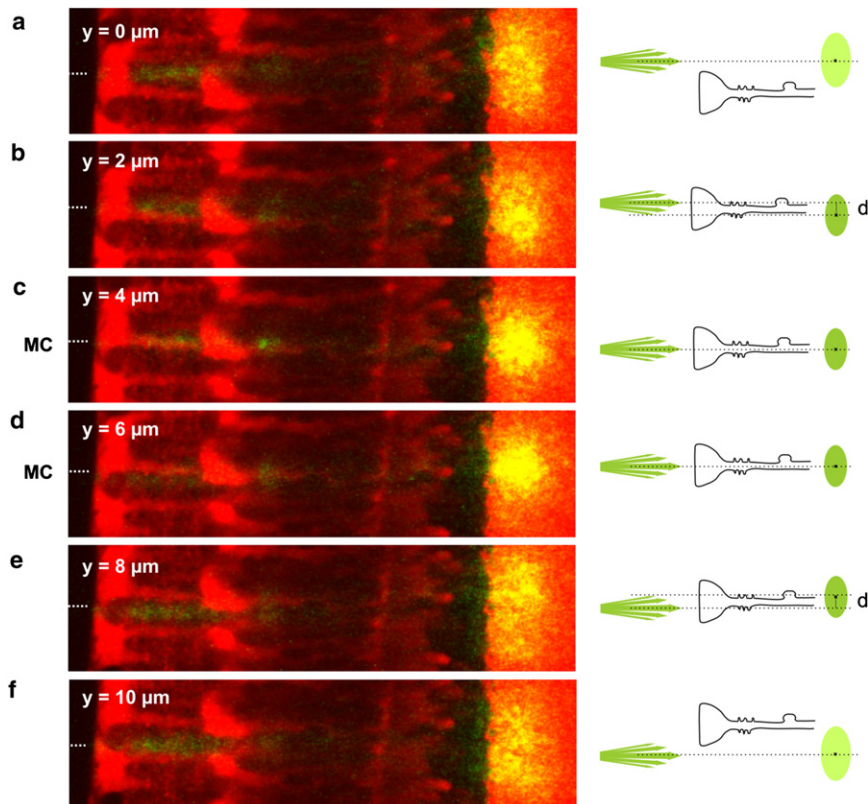 a
y = 0 µm
b
y = 2 µm
d
c
y = 4 µm
MC
d
y = 6 µm
MC
e
y = 8 µm
d
f
y = 10 µm